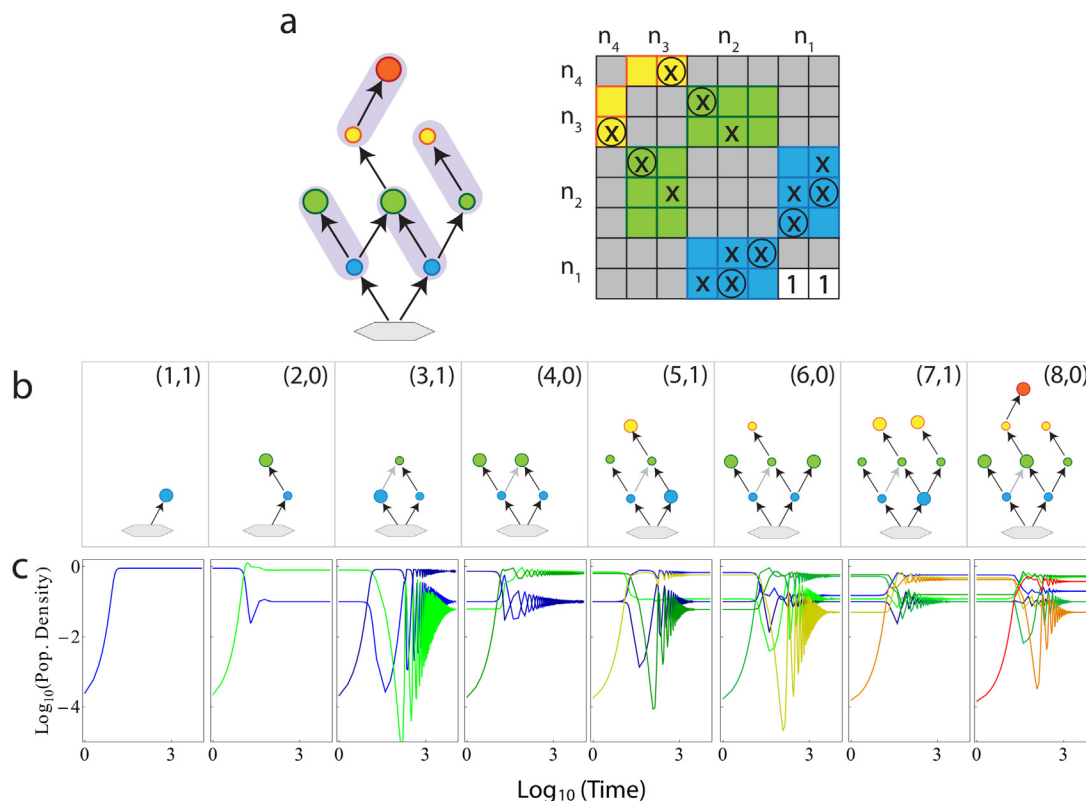 a
n4 n3 n2 n1
n4 X
n3 X
X X
n2 X X
X X X
X
n1 X X
X X 1 1
b
(1,1) (2,0) (3,1) (4,0) (5,1) (6,0) (7,1) (8,0)
c
Log10(Pop. Density)
0
-2
-4
0 3 0 3 0 3 0 3 0 3 0 3 0 3 0 3
Log10 (Time)